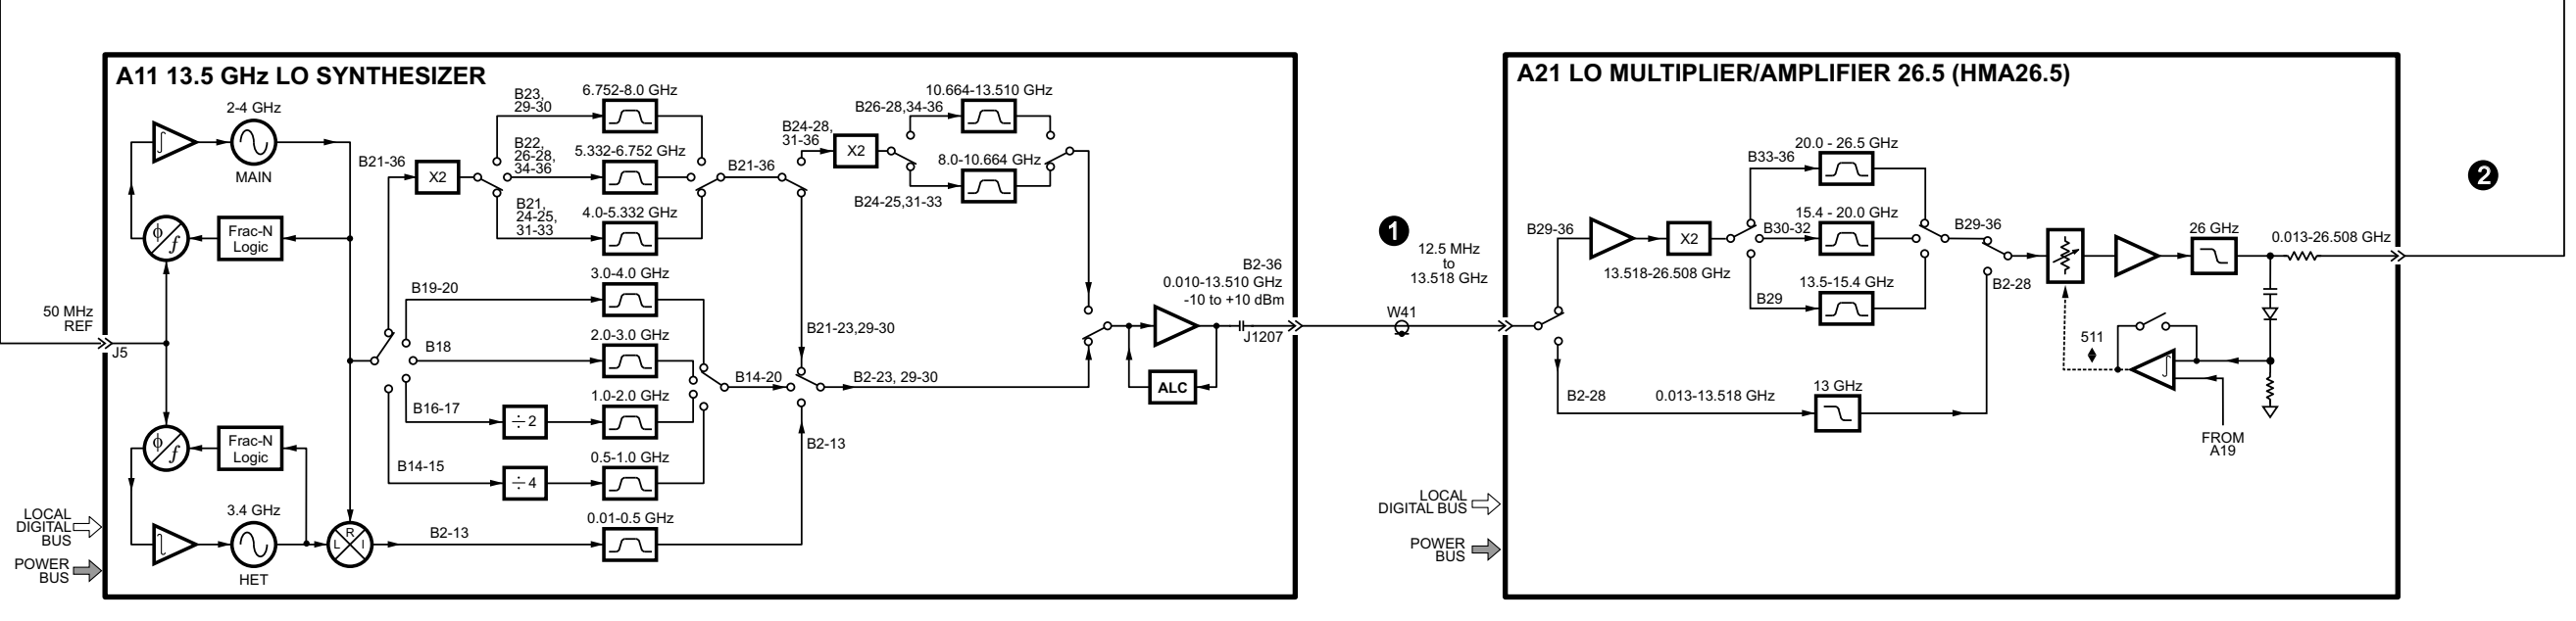 A11 13.5 GHz LO SYNTHESIZER
2-4 GHz
MAIN
ϕ
f
Frac-N
Logic
50 MHz
REF
J5
ϕ
f
Frac-N
Logic
3.4 GHz
HET
R
L
I
LOCAL
DIGITAL
BUS
POWER
BUS
B21-36
X2
B23,
29-30
6.752-8.0 GHz
B22,
26-28,
34-36
5.332-6.752 GHz
B21,
24-25,
31-33
4.0-5.332 GHz
B21-36
B19-20
3.0-4.0 GHz
B18
2.0-3.0 GHz
B16-17
÷2
1.0-2.0 GHz
B14-15
÷4
0.5-1.0 GHz
B2-13
0.01-0.5 GHz
B14-20
B24-28,
31-36
X2
B26-28,34-36
10.664-13.510 GHz
8.0-10.664 GHz
B24-25,31-33
B21-23,29-30
B2-23, 29-30
B2-13
B2-36
0.010-13.510 GHz
-10 to +10 dBm
ALC
J1207
1
12.5 MHz
to
13.518 GHz
W41
A21 LO MULTIPLIER/AMPLIFIER 26.5 (HMA26.5)
B29-36
X2
13.518-26.508 GHz
B33-36
20.0 - 26.5 GHz
B30-32
15.4 - 20.0 GHz
B29
13.5-15.4 GHz
B29-36
B2-28
B2-28
0.013-13.518 GHz
13 GHz
26 GHz
0.013-26.508 GHz
511
FROM
A19
LOCAL
DIGITAL BUS
POWER
BUS
2